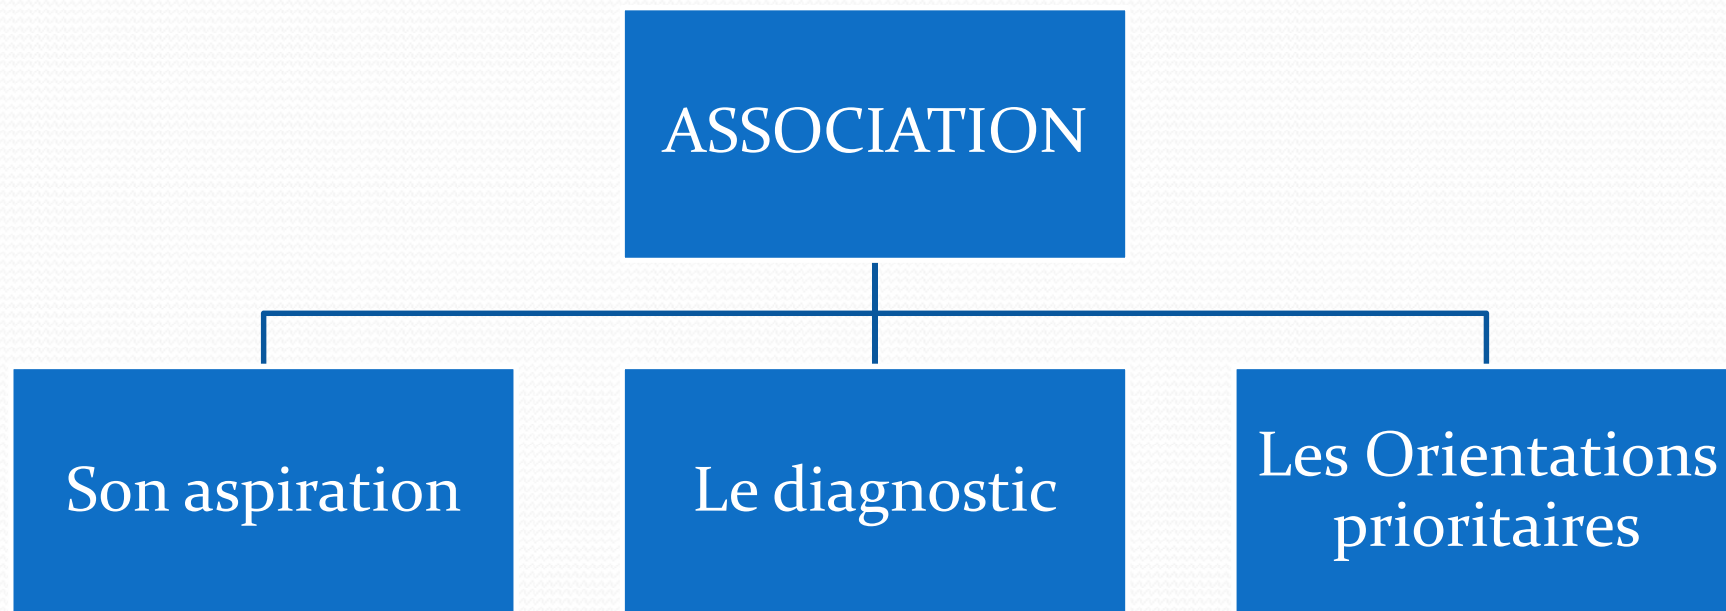 ASSOCIATION
Son aspiration
Le diagnostic
Les Orientations
prioritaires